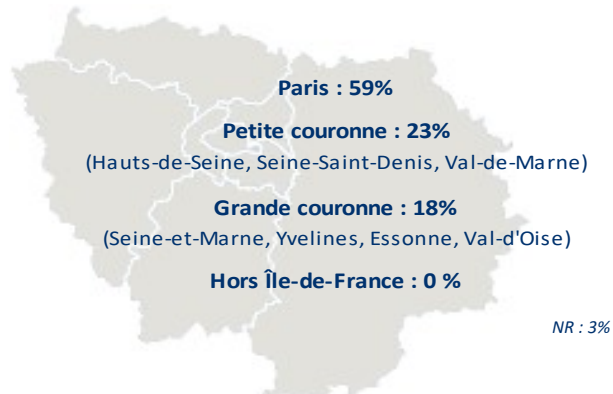 Paris : 59%
Petite couronne : 23%
(Hauts-de-Seine, Seine-Saint-Denis, Val-de-Marne)
Grande couronne : 18%
(Seine-et-Marne, Yvelines, Essonne, Val-d'Oise)
Hors Île-de-France : 0 %
NR : 3%